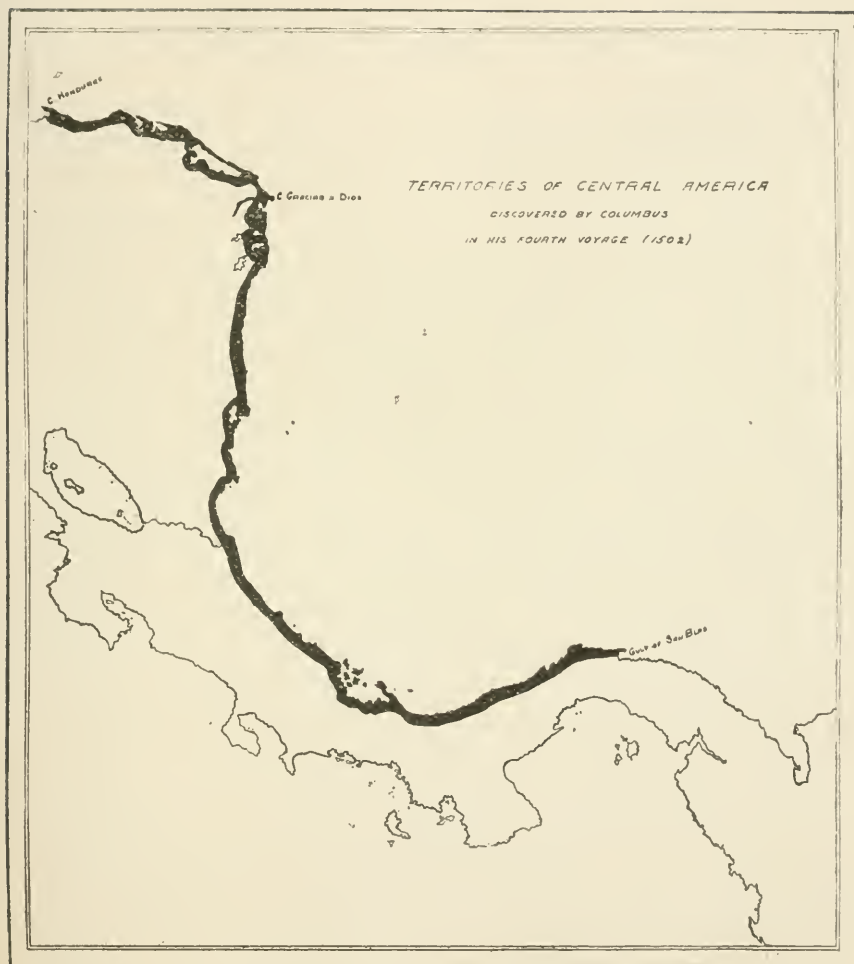 C. HONDURAS
C. GRACIAS A DIOS
TERRITORIES OF CENTRAL AMERICA
DISCOVERED BY COLUMBUS
IN HIS FOURTH VOYAGE (1502)
GULF OF SAN BLAS